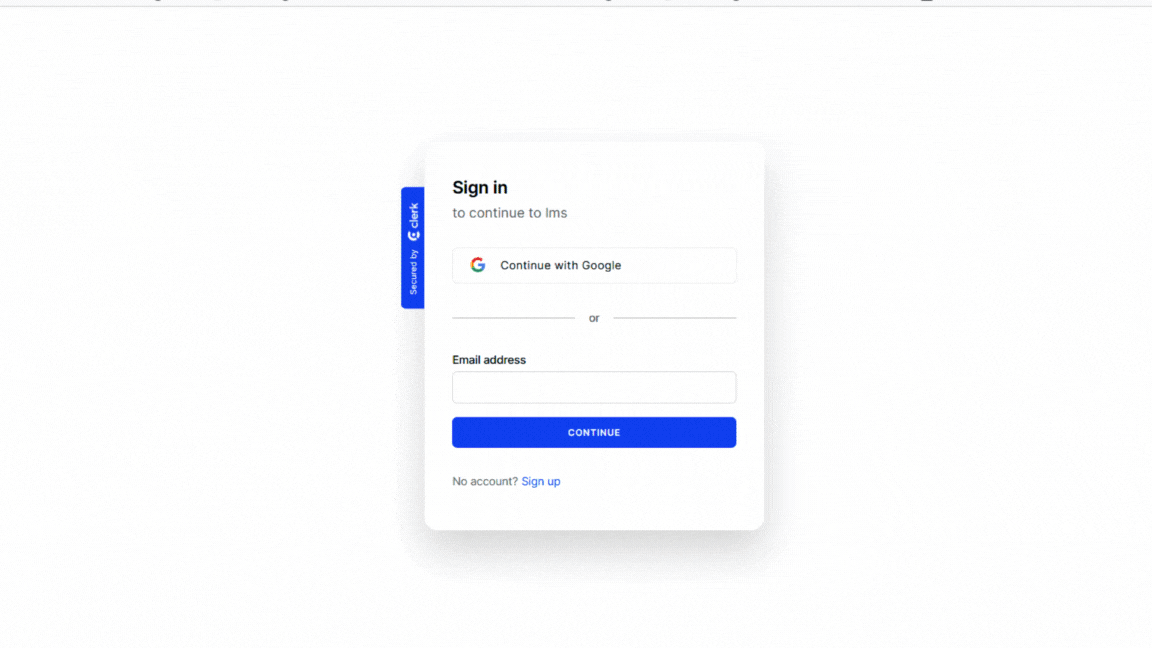 Sign in
to continue to lms
Secured by clerk
Continue with Google
or
Email address
CONTINUE
No account? Sign up